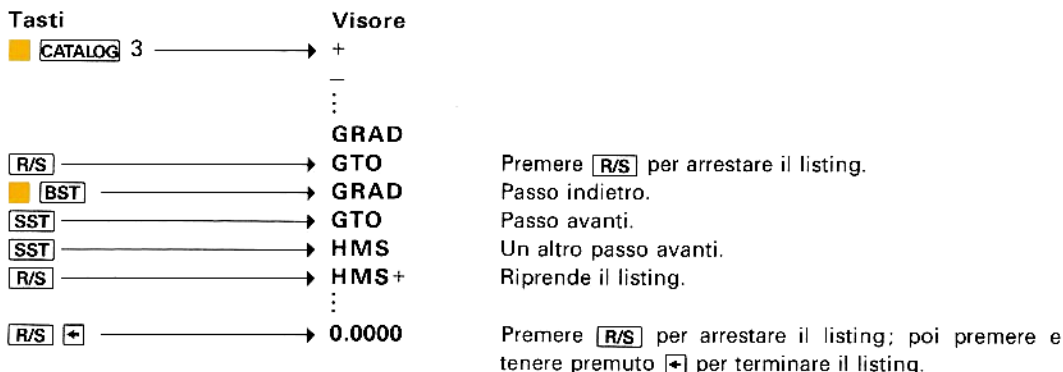 Tasti Visore
CATALOG 3 → +
−
⋮
GRAD
R/S → GTO Premere R/S per arrestare il listing.
BST → GRAD Passo indietro.
SST → GTO Passo avanti.
SST → HMS Un altro passo avanti.
R/S → HMS+ Riprende il listing.
⋮
R/S ← → 0.0000 Premere R/S per arrestare il listing; poi premere e
tenere premuto ← per terminare il listing.